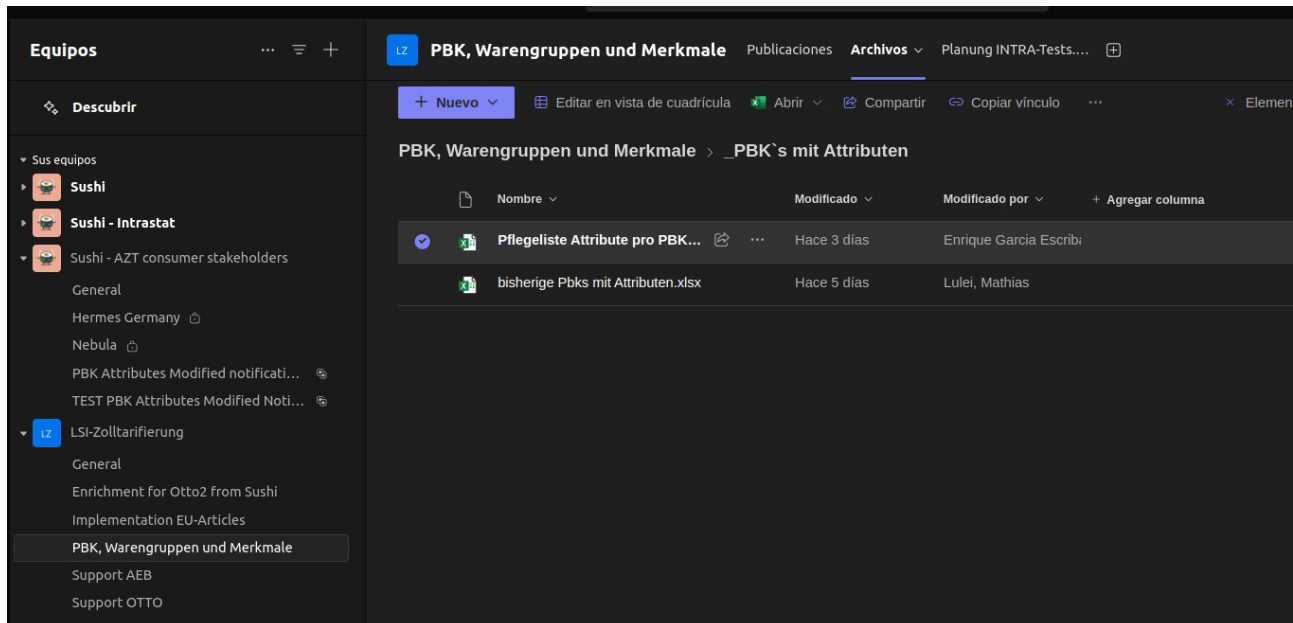 Equipos
LZ PBK, Warengruppen und Merkmale Publicaciones Archivos Planung INTRA-Tests....
Descubrir
+ Nuevo Editar en vista de cuadrícula Abrir Compartir Copiar vínculo ... × Elemen
Sus equipos
Sushi
Sushi - Intrastat
Sushi - AZT consumer stakeholders
General
Hermes Germany
Nebula
PBK Attributes Modified notificati...
TEST PBK Attributes Modified Noti...
LZ LSI-Zolltarifierung
General
Enrichment for Otto2 from Sushi
Implementation EU-Articles
PBK, Warengruppen und Merkmale
Support AEB
Support OTTO
PBK, Warengruppen und Merkmale > _PBK`s mit Attributen
Nombre Modificado Modificado por + Agregar columna
Pflegeliste Attribute pro PBK... ... Hace 3 días Enrique Garcia Escriba
bisherige Pbks mit Attributen.xlsx Hace 5 días Lulei, Mathias